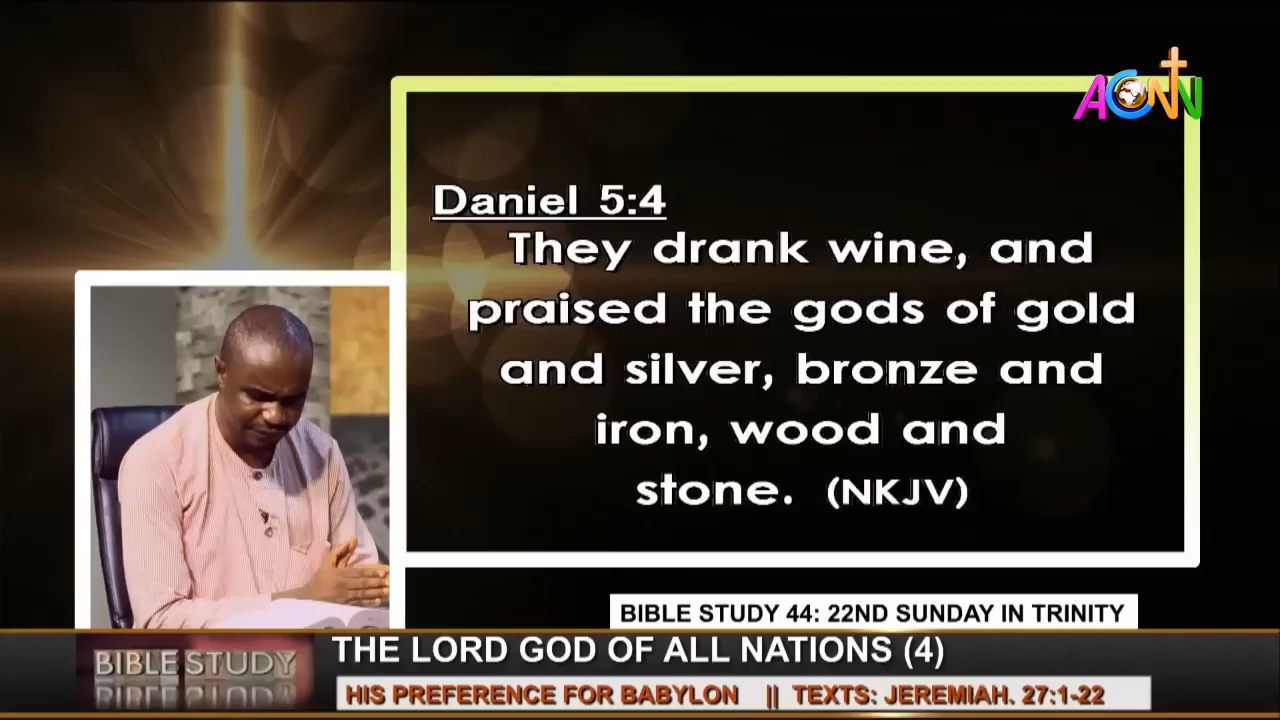 ACNN
Daniel 5:4
They drank wine, and
praised the gods of gold
and silver, bronze and
iron, wood and
stone. (NKJV)
BIBLE STUDY 44: 22ND SUNDAY IN TRINITY
BIBLE STUDY
THE LORD GOD OF ALL NATIONS (4)
HIS PREFERENCE FOR BABYLON || TEXTS: JEREMIAH. 27:1-22